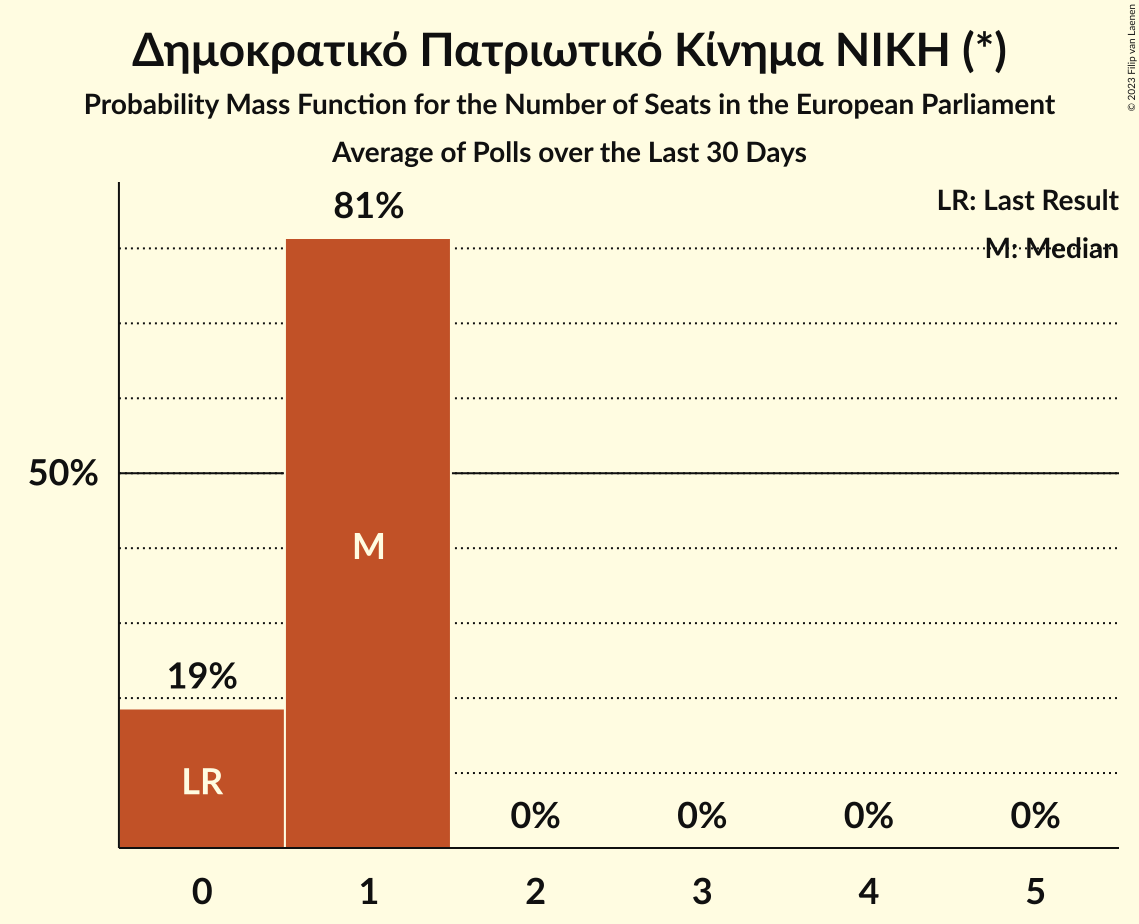 Δημοκρατικό Πατριωτικό Κίνημα ΝΙΚΗ (*)
Probability Mass Function for the Number of Seats in the European Parliament
Average of Polls over the Last 30 Days
© 2023 Filip van Laenen
LR: Last Result
M: Median
81%
50%
M
19%
LR
0% 0% 0% 0%
0 1 2 3 4 5